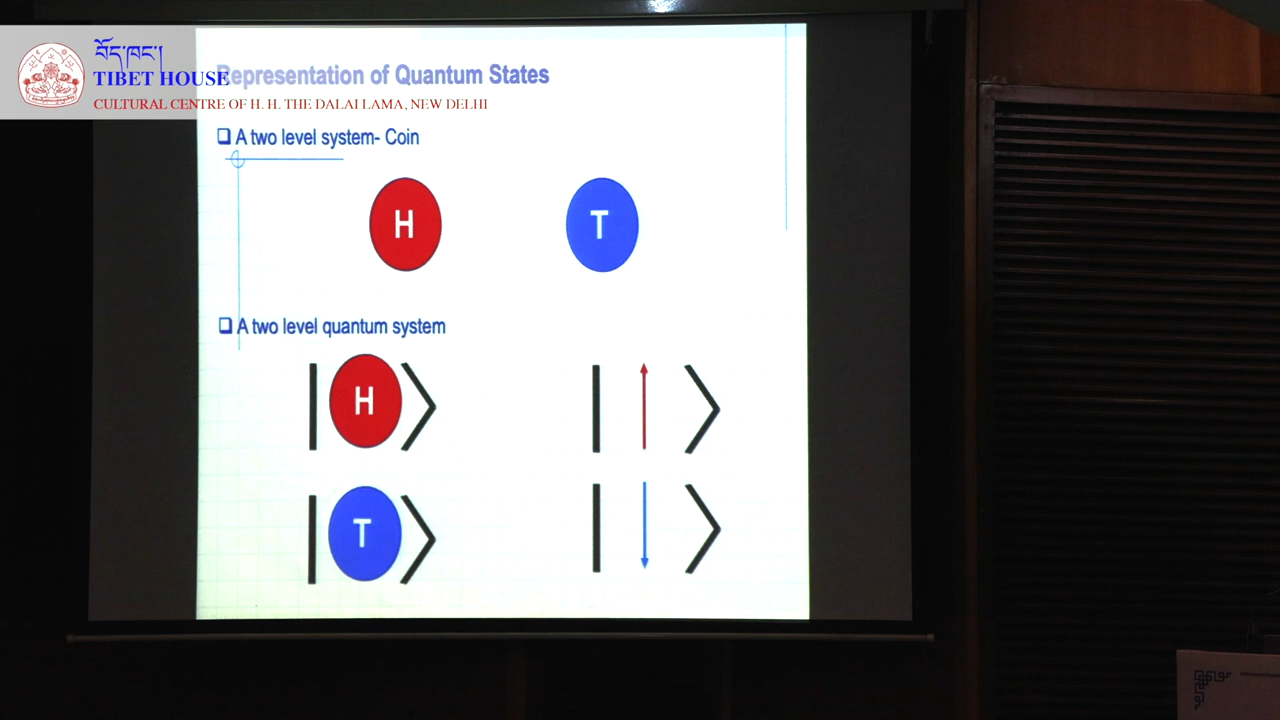 བོད་ཁང་།
TIBET HOUSE
CULTURAL CENTRE OF H. H. THE DALAI LAMA, NEW DELHI
Representation of Quantum States
A two level system- Coin
H
T
A two level quantum system
H
T